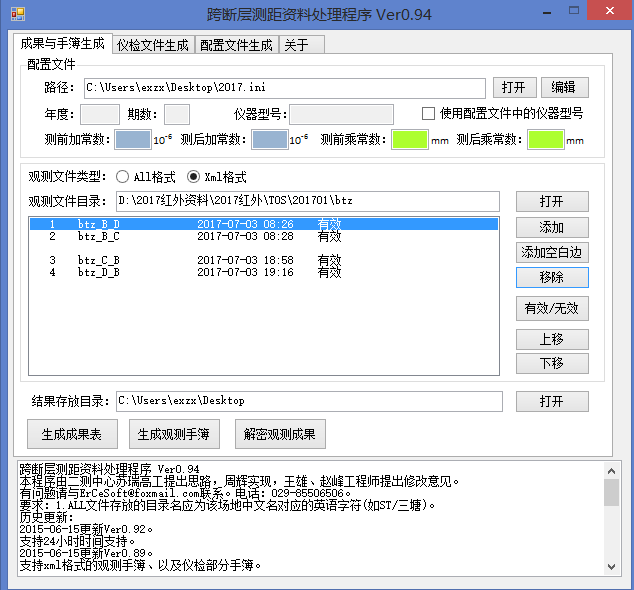 跨断层测距资料处理程序 Ver0.94
成果与手簿生成 仪检文件生成 配置文件生成 关于
配置文件
路径: C:\Users\exzx\Desktop\2017.ini 打开 编辑
年度: 期数: 仪器型号: 使用配置文件中的仪器型号
测前加常数: 10-6 测后加常数: 10-6 测前乘常数: mm 测后乘常数: mm
观测文件类型: All格式 Xml格式
观测文件目录: D:\2017红外资料\2017红外\TOS\201701\btz 打开
1 btz_B_D 2017-07-03 08:26 有效
2 btz_B_C 2017-07-03 08:28 有效
3 btz_C_B 2017-07-03 18:58 有效
4 btz_D_B 2017-07-03 19:16 有效
添加
添加空白边
移除
有效/无效
上移
下移
结果存放目录: C:\Users\exzx\Desktop 打开
生成成果表 生成观测手簿 解密观测成果
跨断层测距资料处理程序 Ver0.94
本程序由二测中心苏瑞高工提出思路，周辉实现，王雄、赵峰工程师提出修改意见。
有问题请与ErCeSoft@foxmail.com联系。电话：029-85506506。
要求：1.ALL文件存放的目录名应为该场地中文名对应的英语字符(如ST/三塘)。
历史更新：
2015-06-15更新Ver0.92。
支持24小时时间支持。
2015-06-15更新Ver0.89。
支持xml格式的观测手簿、以及仪检部分手簿。